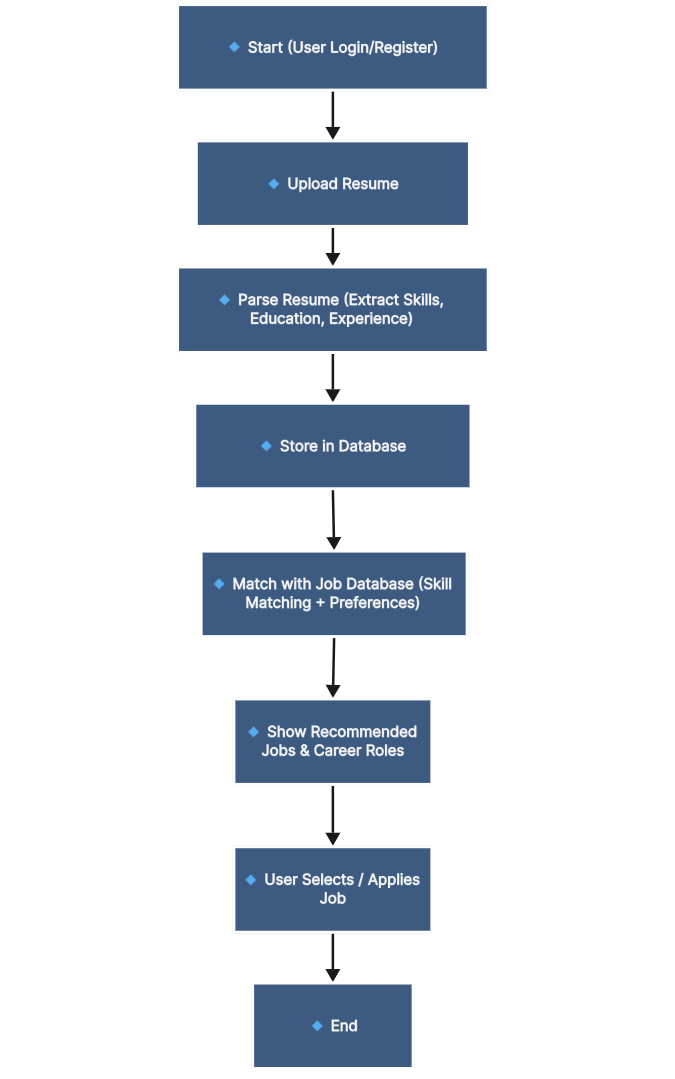 🔹 Start (User Login/Register)
🔹 Upload Resume
🔹 Parse Resume (Extract Skills,
Education, Experience)
🔹 Store in Database
🔹 Match with Job Database (Skill
Matching + Preferences)
🔹 Show Recommended
Jobs & Career Roles
🔹 User Selects / Applies
Job
🔹 End